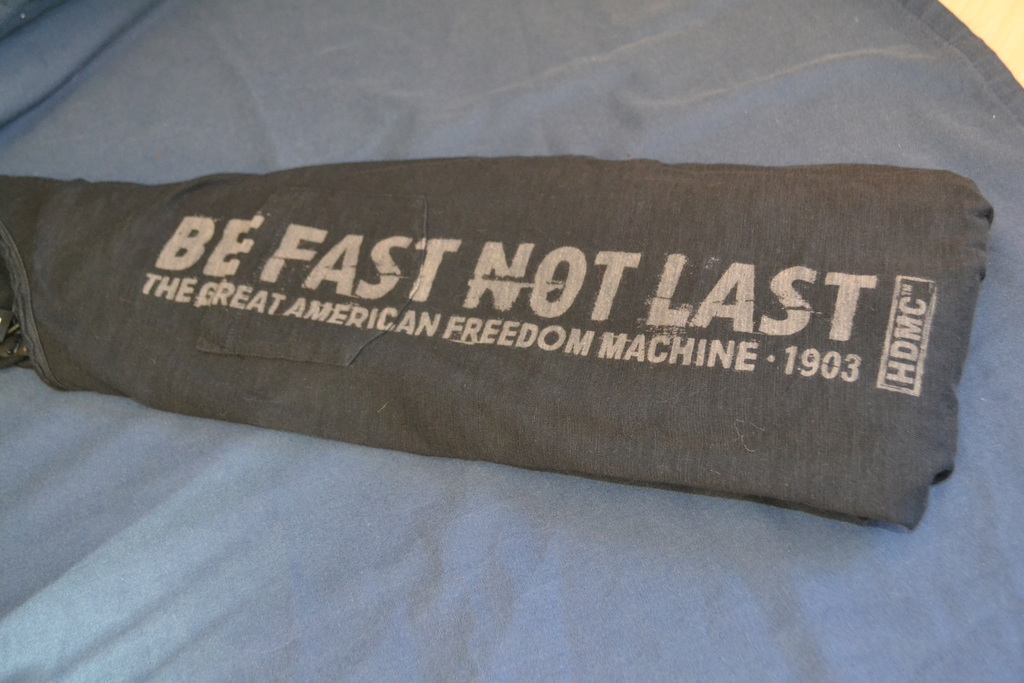 BE FAST NOT LAST
THE GREAT AMERICAN FREEDOM MACHINE · 1903
HDMC™